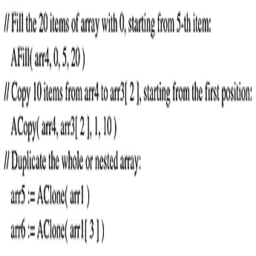 // Fill the 20 items of array with 0, starting from 5-th item:
AFill( arr4, 0, 5, 20 )
// Copy 10 items from arr4 to arr3[ 2 ], starting from the first position:
ACopy( arr4, arr3[ 2 ], 1, 10 )
// Duplicate the whole or nested array:
arr5 := AClone( arr1 )
arr6 := AClone( arr1[ 3 ] )